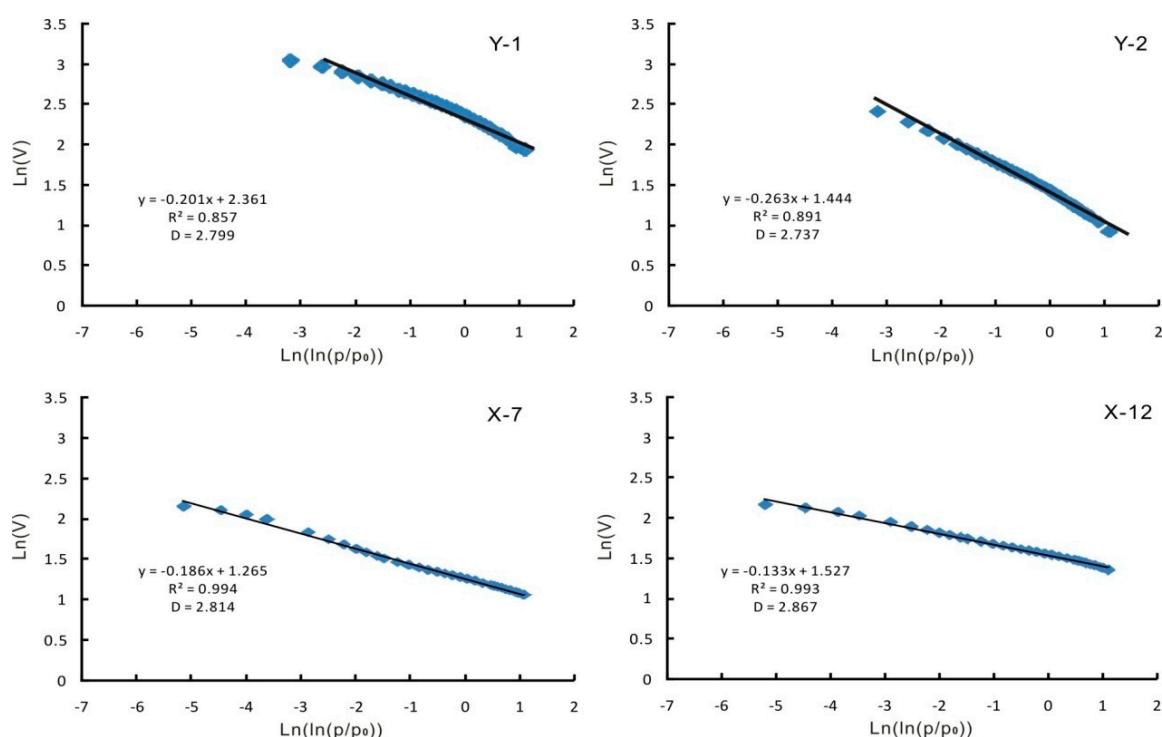 Y-1
3.5
3
2.5
2
1.5
1
0.5
0
Ln(V)
y = -0.201x + 2.361
R² = 0.857
D = 2.799
-7 -6 -5 -4 -3 -2 -1 0 1 2
Ln(ln(p/p₀))
Y-2
3.5
3
2.5
2
1.5
1
0.5
0
Ln(V)
y = -0.263x + 1.444
R² = 0.891
D = 2.737
-7 -6 -5 -4 -3 -2 -1 0 1 2
Ln(ln(p/p₀))
X-7
3.5
3
2.5
2
1.5
1
0.5
0
Ln(V)
y = -0.186x + 1.265
R² = 0.994
D = 2.814
-7 -6 -5 -4 -3 -2 -1 0 1 2
Ln(ln(p/p₀))
X-12
3.5
3
2.5
2
1.5
1
0.5
0
Ln(V)
y = -0.133x + 1.527
R² = 0.993
D = 2.867
-7 -6 -5 -4 -3 -2 -1 0 1 2
Ln(ln(p/p₀))